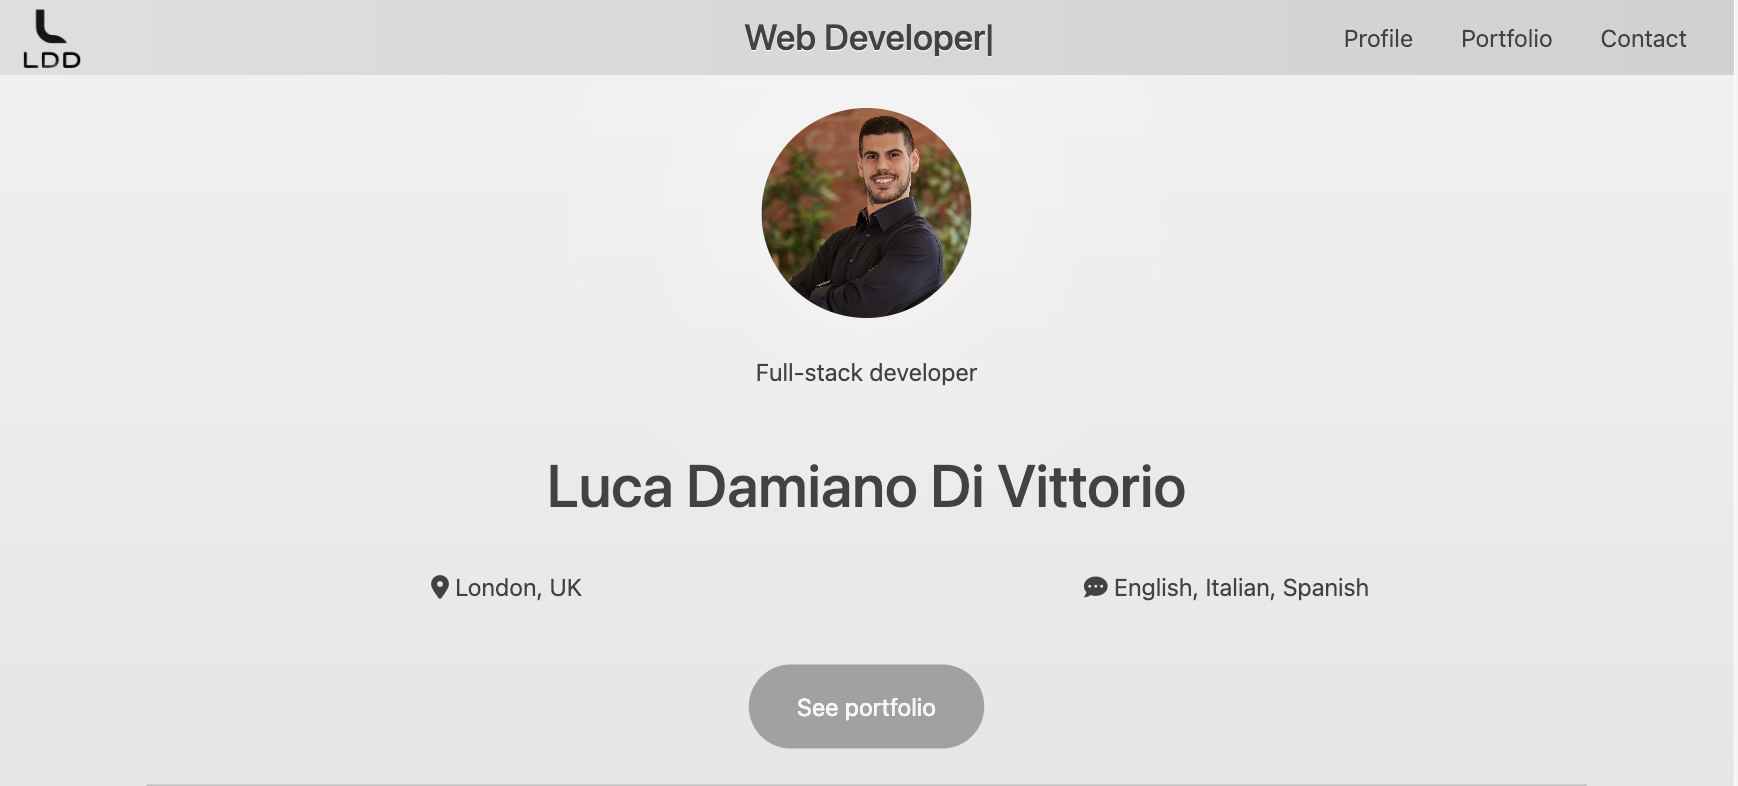 LDD
Web Developer|
Profile
Portfolio
Contact
Full-stack developer
Luca Damiano Di Vittorio
London, UK
English, Italian, Spanish
See portfolio